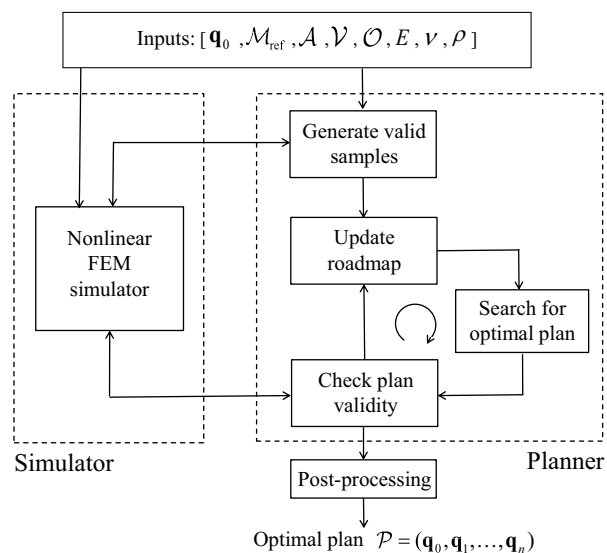 Inputs: [ 𝐪₀ , ℳ_ref , 𝒜 , 𝒱 , 𝒪 , E , ν , ρ ]
Generate valid
samples
Nonlinear
FEM
simulator
Update
roadmap
Search for
optimal plan
Check plan
validity
Simulator
Planner
Post-processing
Optimal plan 𝒫 = (𝐪₀, 𝐪₁, …, 𝐪ₙ)